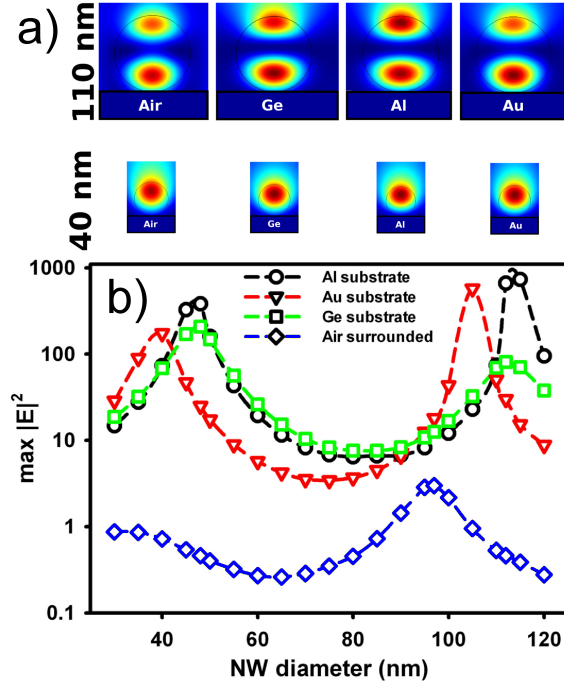 a)
110 nm
Air Ge Al Au
40 nm
Air Ge Al Au
b)
Al substrate
Au substrate
Ge substrate
Air surrounded
max |E|²
1000
100
10
1
0.1
40 60 80 100 120
NW diameter (nm)